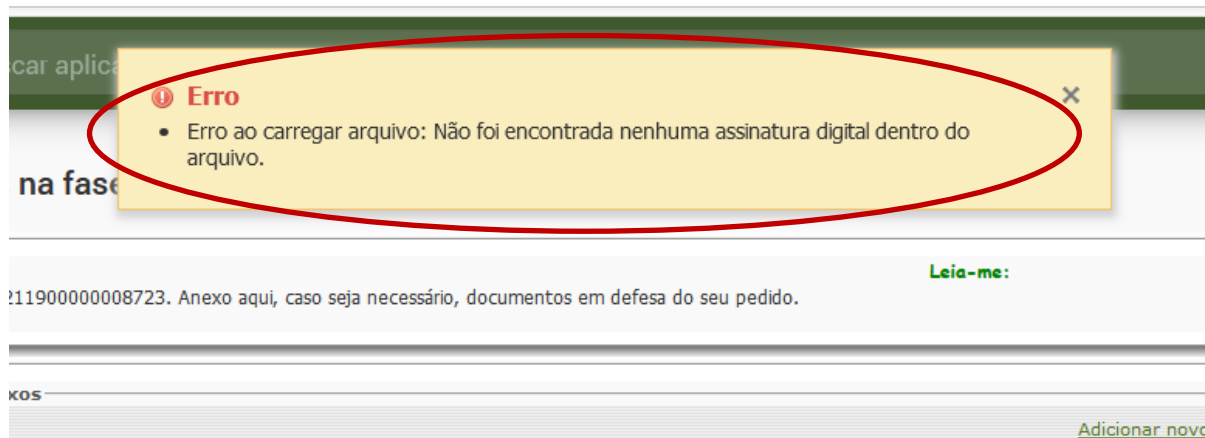 car aplica
Erro
Erro ao carregar arquivo: Não foi encontrada nenhuma assinatura digital dentro do
arquivo.
na fase
Leia-me:
211900000008723. Anexo aqui, caso seja necessário, documentos em defesa do seu pedido.
xos
Adicionar novo